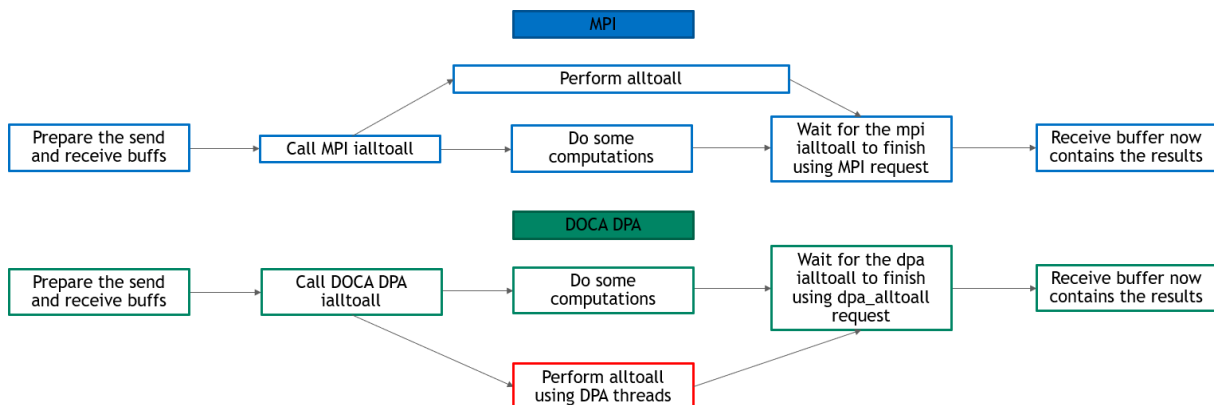 MPI
Perform alltoall
Prepare the send
and receive buffs
Call MPI ialltoall
Do some
computations
Wait for the mpi
ialltoall to finish
using MPI request
Receive buffer now
contains the results
DOCA DPA
Prepare the send
and receive buffs
Call DOCA DPA
ialltoall
Do some
computations
Wait for the dpa
ialltoall to finish
using dpa_alltoall
request
Receive buffer now
contains the results
Perform alltoall
using DPA threads